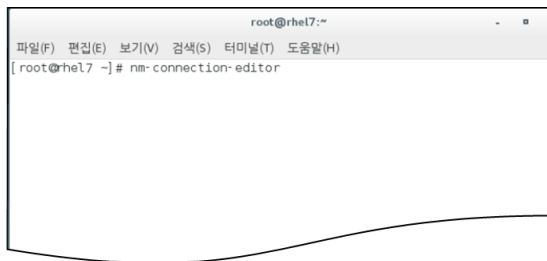 root@rhel7:~
파일(F) 편집(E) 보기(V) 검색(S) 터미널(T) 도움말(H)
[root@rhel7 ~]# nm-connection-editor